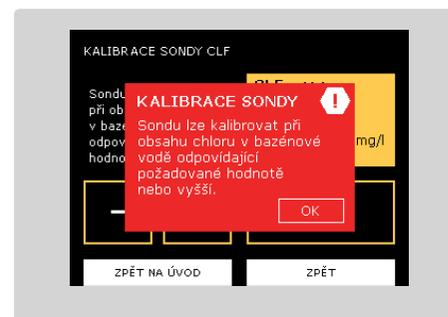 KALIBRACE SONDY CLF
Sondu
při ob
v bazé
odpov
hodno
mg/l
KALIBRACE SONDY
!
Sondu lze kalibrovat při
obsahu chloru v bazénové
vodě odpovídající
požadované hodnotě
nebo vyšší.
OK
–
ZPĚT NA ÚVOD
ZPĚT